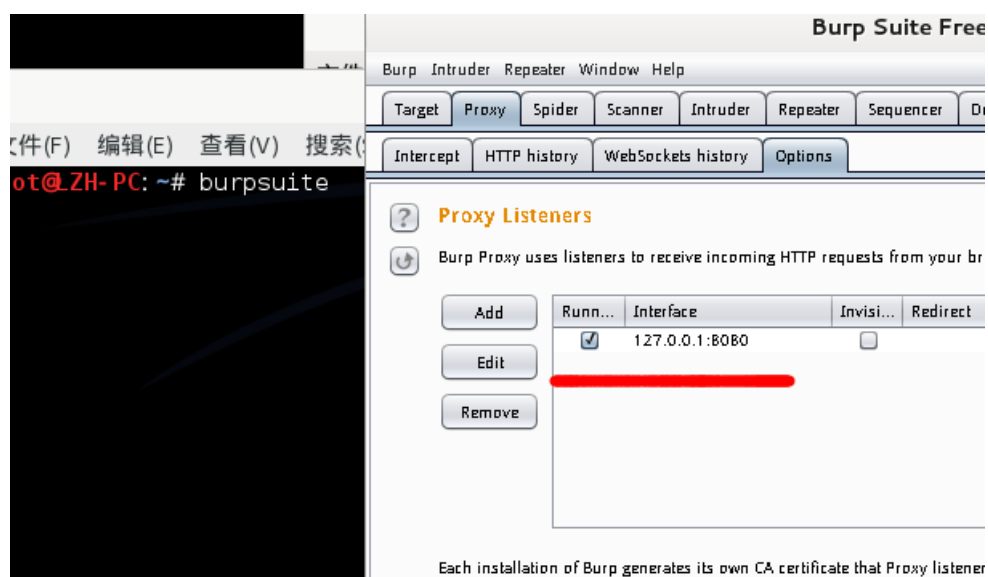 Burp Suite Free
Burp Intruder Repeater Window Help
Target Proxy Spider Scanner Intruder Repeater Sequencer
件(F) 编辑(E) 查看(V) 搜索(
Intercept HTTP history WebSockets history Options
ot@LZH-PC:~# burpsuite
? Proxy Listeners
Burp Proxy uses listeners to receive incoming HTTP requests from your br
Add Runn... Interface Invisi... Redirect
127.0.0.1:8080
Edit
Remove
Each installation of Burp generates its own CA certificate that Proxy listener